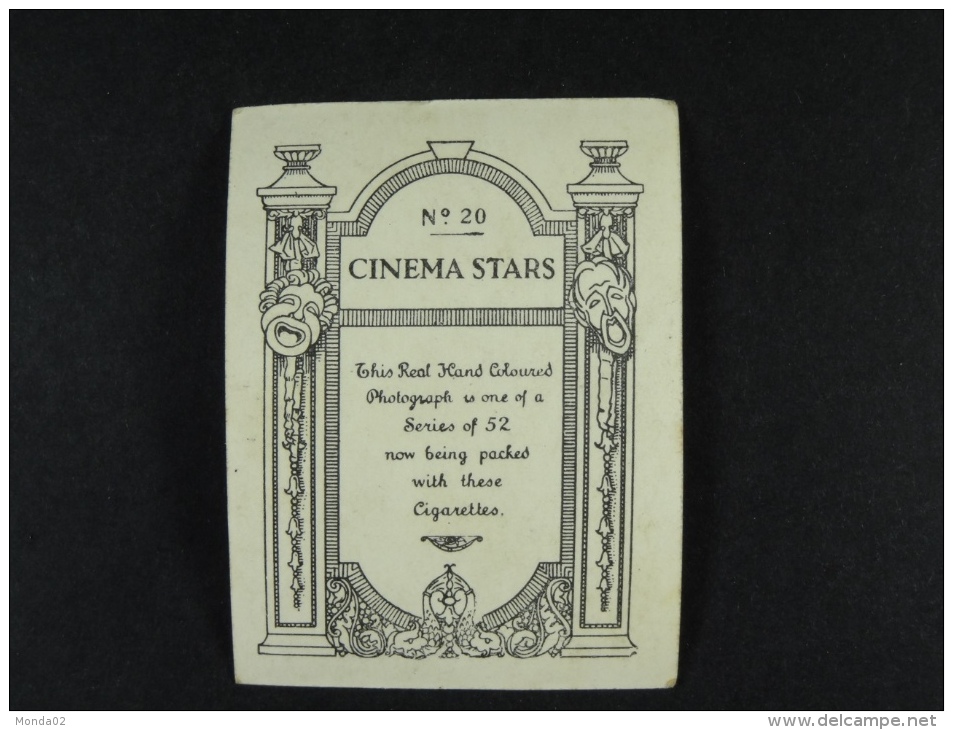 Nº 20
CINEMA STARS
This Real Hand Coloured
Photograph is one of a
Series of 52
now being packed
with these
Cigarettes.
Monda02
www.delcampe.net